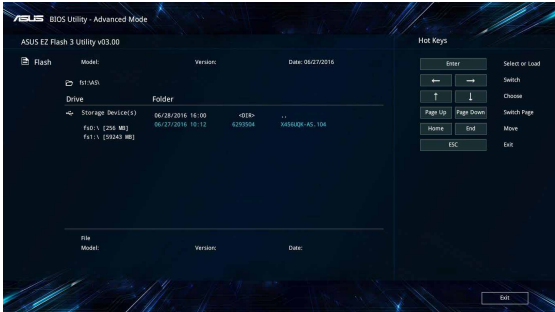 ASUS BIOS Utility - Advanced Mode
ASUS EZ Flash 3 Utility v03.00
Hot Keys
Flash
Model: Version: Date: 06/27/2016
fs1:\AS\
Drive Folder
Storage Device(s)
fs0:\ [256 MB]
fs1:\ [59243 MB]
06/28/2016 16:00 <DIR> ..
06/27/2016 10:12 6293504 X456UQK-AS.104
File
Model: Version: Date:
Enter Select or Load
← → Switch
↑ ↓ Choose
Page Up Page Down Switch Page
Home End Move
ESC Exit
Exit